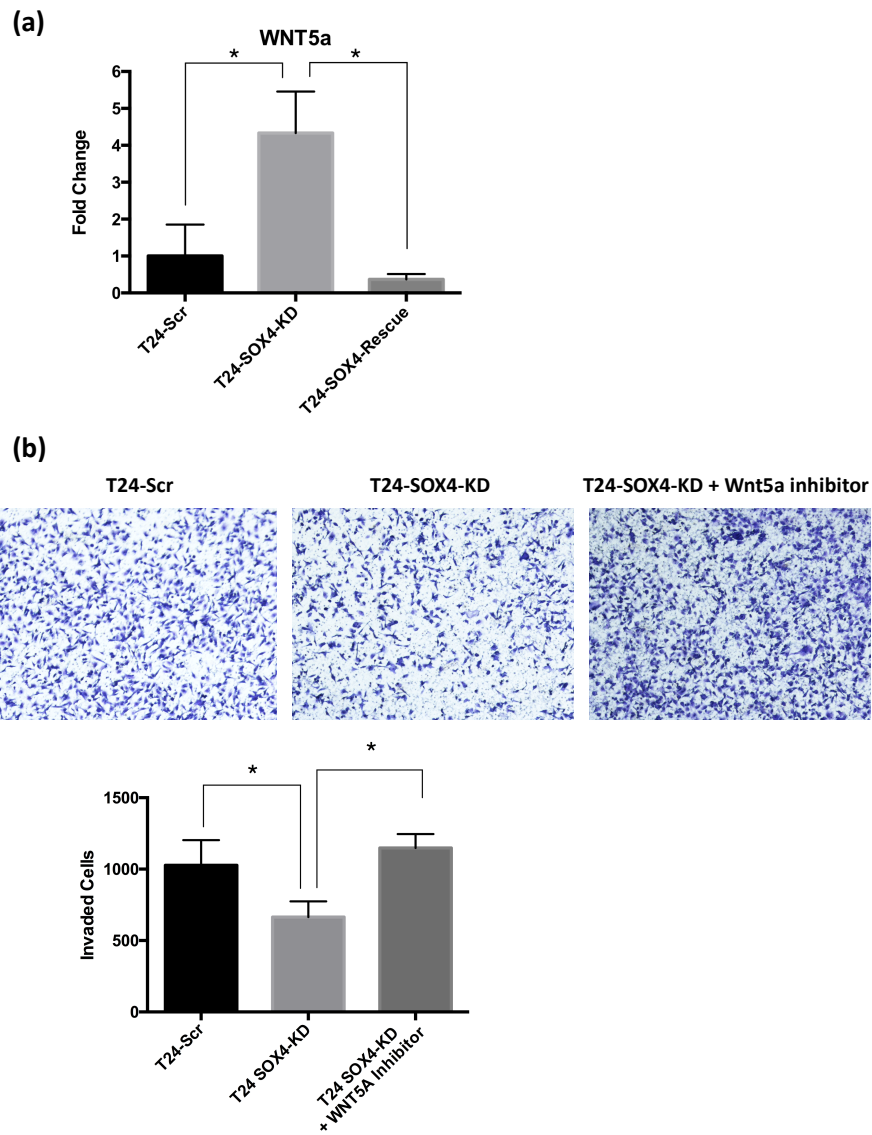 (a)
WNT5a
* *
Fold Change
6
5
4
3
2
1
0
T24-Scr
T24-SOX4-KD
T24-SOX4-Rescue
(b)
T24-Scr T24-SOX4-KD T24-SOX4-KD + Wnt5a inhibitor
* *
Invaded Cells
1500
1000
500
0
T24-Scr
T24 SOX4-KD
T24 SOX4-KD
+ WNT5A Inhibitor